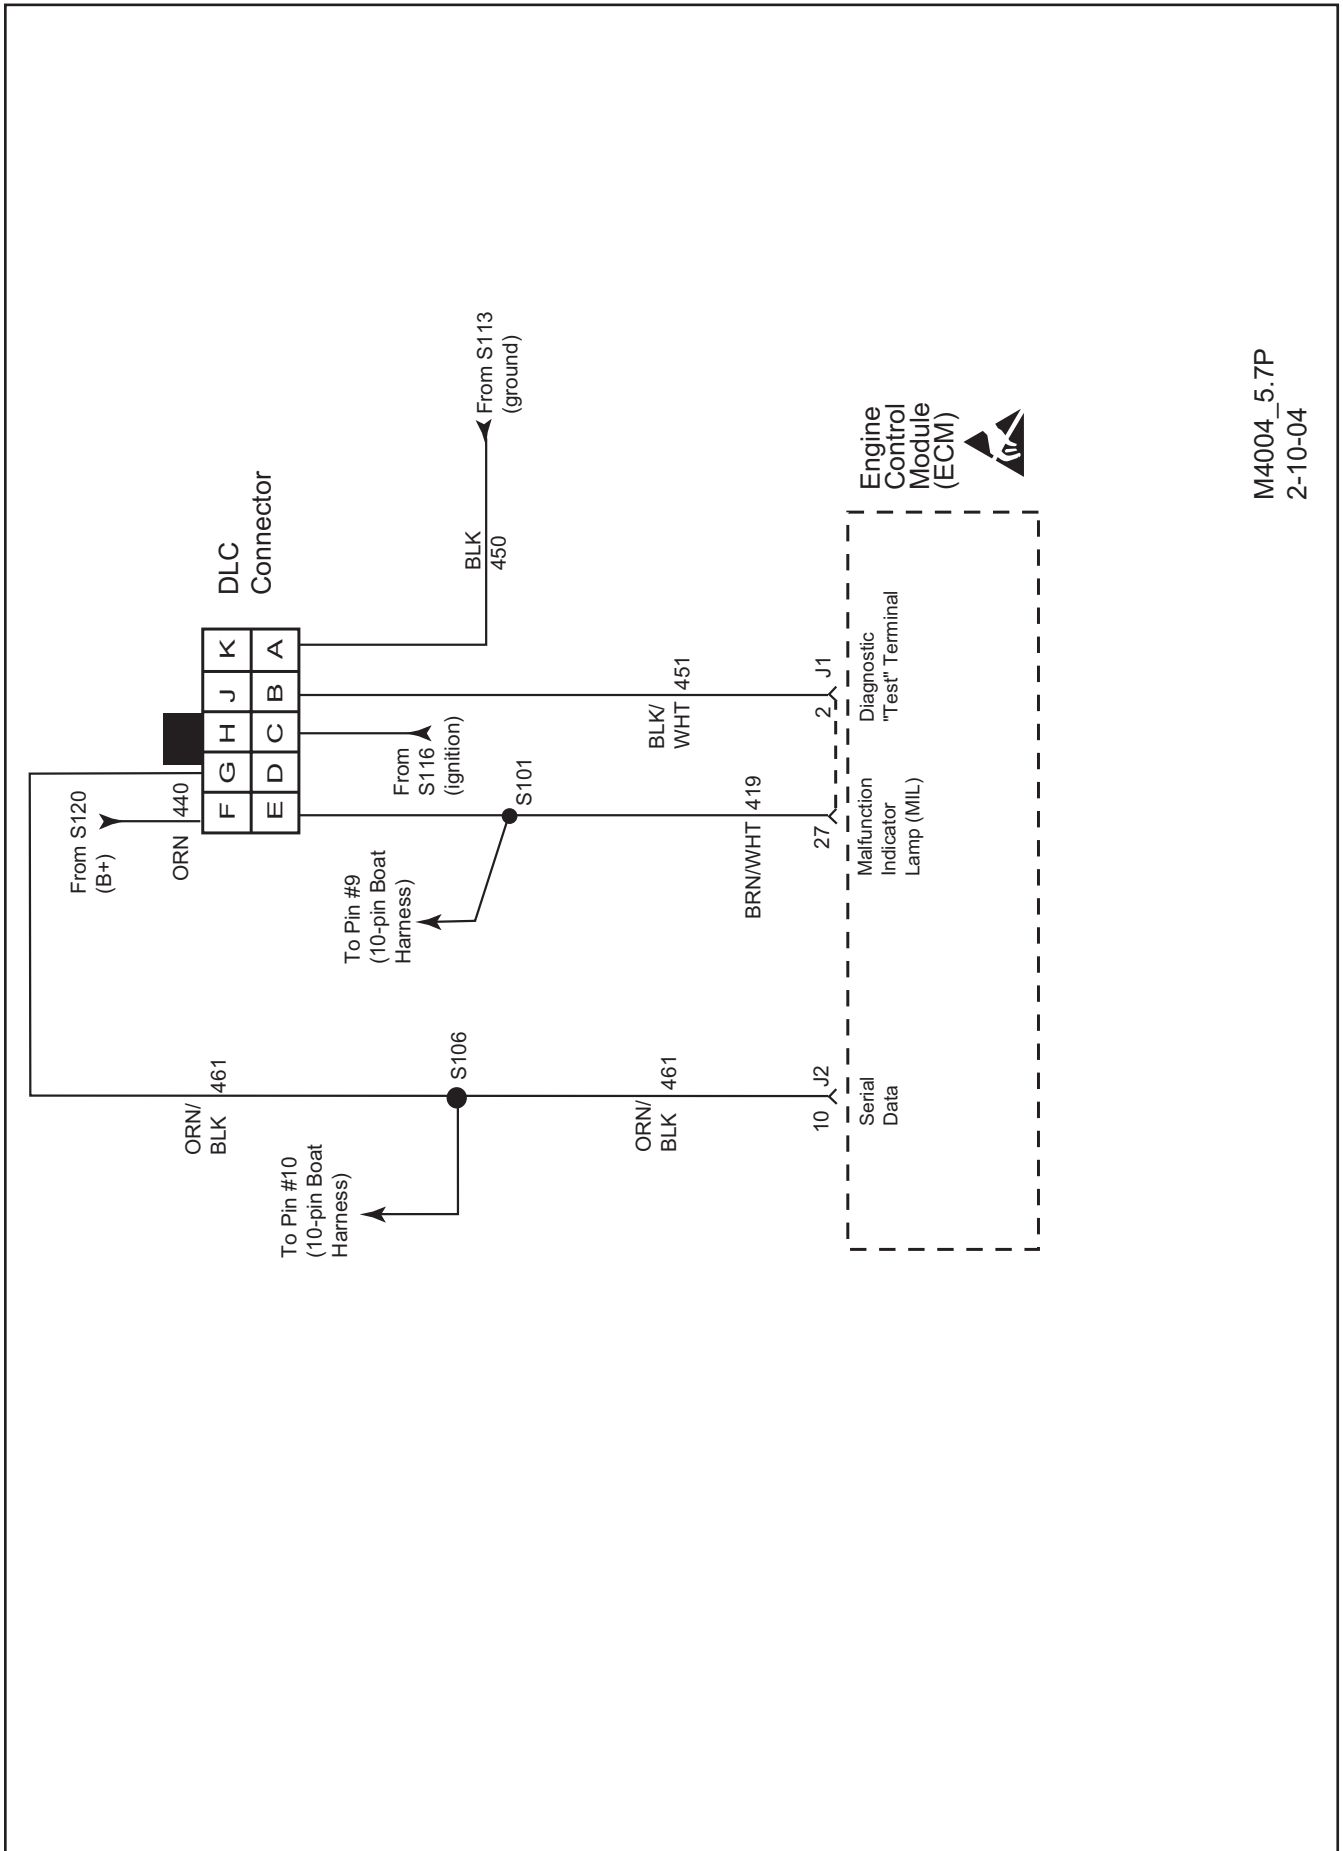 DLC
Connector
F G H J K
E D C B A
From S120
(B+)
ORN 440
From S113
(ground)
BLK
450
From
S116
(ignition)
S101
To Pin #9
(10-pin Boat
Harness)
BLK/
WHT 451
BRN/WHT 419
ORN/
BLK 461
S106
To Pin #10
(10-pin Boat
Harness)
ORN/
BLK 461
10 J2
27
2 J1
Serial
Data
Malfunction
Indicator
Lamp (MIL)
Diagnostic
"Test" Terminal
Engine
Control
Module
(ECM)
M4004_5.7P
2-10-04